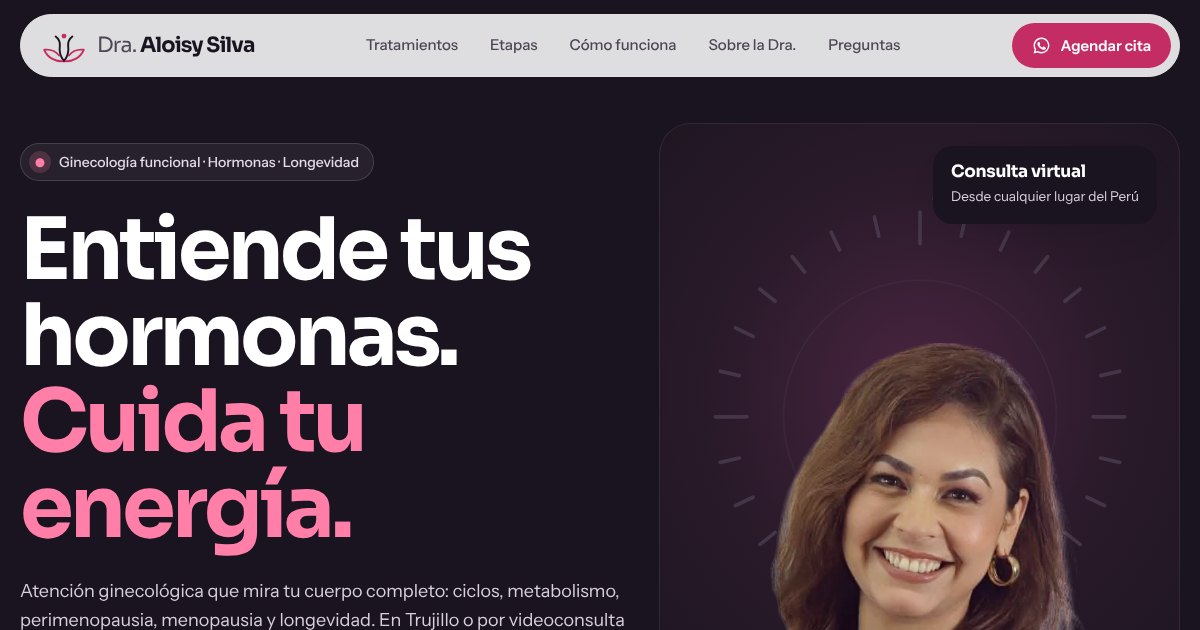 Dra. Aloisy Silva
Tratamientos
Etapas
Cómo funciona
Sobre la Dra.
Preguntas
Agendar cita
Ginecología funcional · Hormonas · Longevidad
Entiende tus
hormonas.
Cuida tu
energía.
Atención ginecológica que mira tu cuerpo completo: ciclos, metabolismo,
perimenopausia, menopausia y longevidad. En Trujillo o por videoconsulta
Consulta virtual
Desde cualquier lugar del Perú